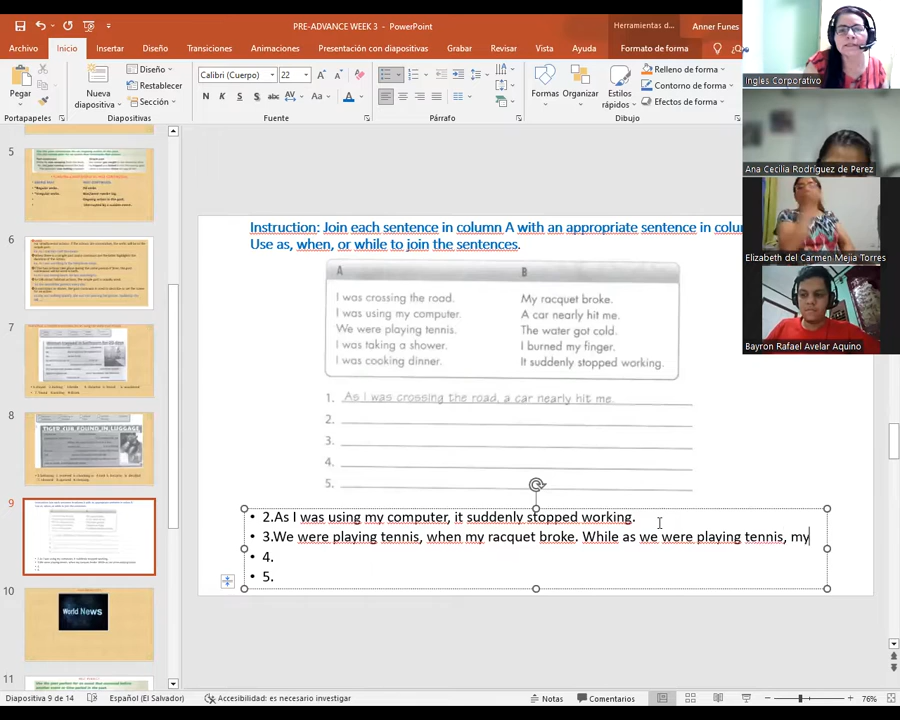 PRE-ADVANCE WEEK 3 - PowerPoint
Herramientas d...
Anner Funes
Archivo
Inicio
Insertar
Diseño
Transiciones
Animaciones
Presentación con diapositivas
Grabar
Revisar
Vista
Ayuda
Formato de forma
Pegar
Nueva
diapositiva
Diseño
Restablecer
Sección
Calibri (Cuerpo)
22
N
K
S
S
abc
AV
Aa
A
Formas
Organizar
Estilos
rápidos
Relleno de forma
Contorno de forma
Efectos de forma
Portapapeles
Diapositivas
Fuente
Párrafo
Dibujo
Ingles Corporativo
Ana Cecilia Rodríguez de Perez
Elizabeth del Carmen Mejia Torres
Bayron Rafael Avelar Aquino
5
6
7
8
TIGER CUB FOUND IN LUGGAGE
9
10
World News
11
Instruction: Join each sentence in column A with an appropriate sentence in colu
Use as, when, or while to join the sentences.
A B
I was crossing the road. My racquet broke.
I was using my computer. A car nearly hit me.
We were playing tennis. The water got cold.
I was taking a shower. I burned my finger.
I was cooking dinner. It suddenly stopped working.
1. As I was crossing the road, a car nearly hit me.
2.
3.
4.
5.
• 2.As I was using my computer, it suddenly stopped working.
• 3.We were playing tennis, when my racquet broke. While as we were playing tennis, my
• 4.
• 5.
Diapositiva 9 de 14
Español (El Salvador)
Accesibilidad: es necesario investigar
Notas
Comentarios
76%